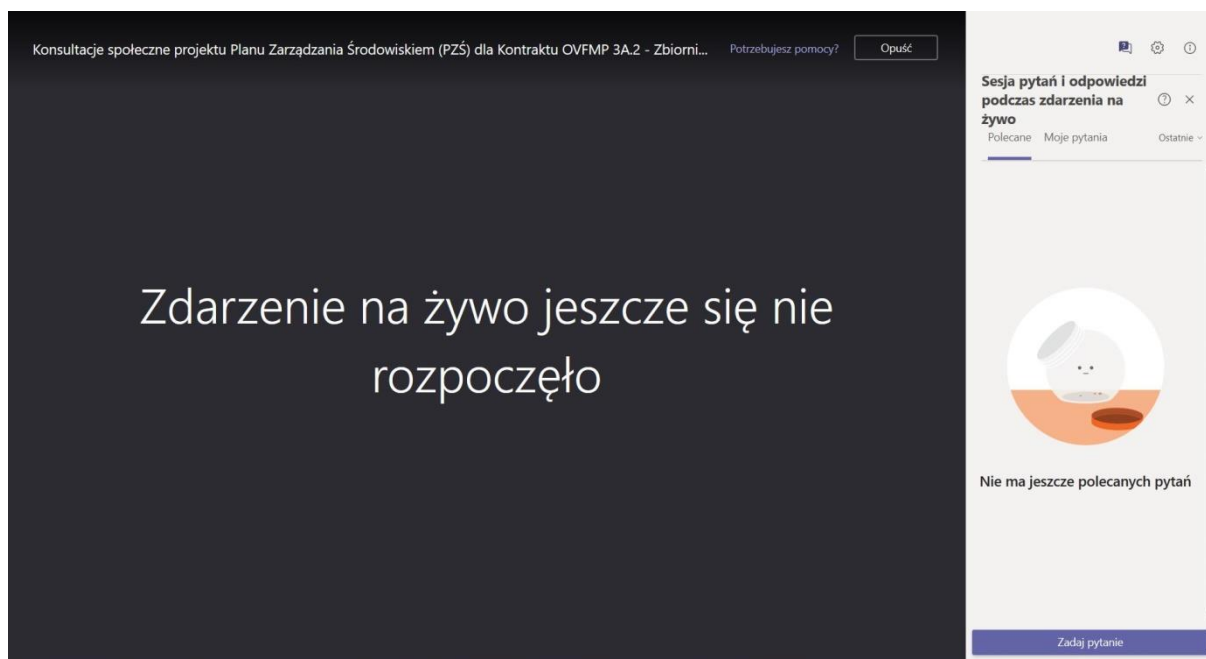 Konsultacje społeczne projektu Planu Zarządzania Środowiskiem (PZŚ) dla Kontraktu OVFMP 3A.2 - Zbiorni...
Potrzebujesz pomocy?
Opuść
Zdarzenie na żywo jeszcze się nie
rozpoczęło
Sesja pytań i odpowiedzi
podczas zdarzenia na
żywo
Polecane
Moje pytania
Ostatnie
Nie ma jeszcze polecanych pytań
Zadaj pytanie